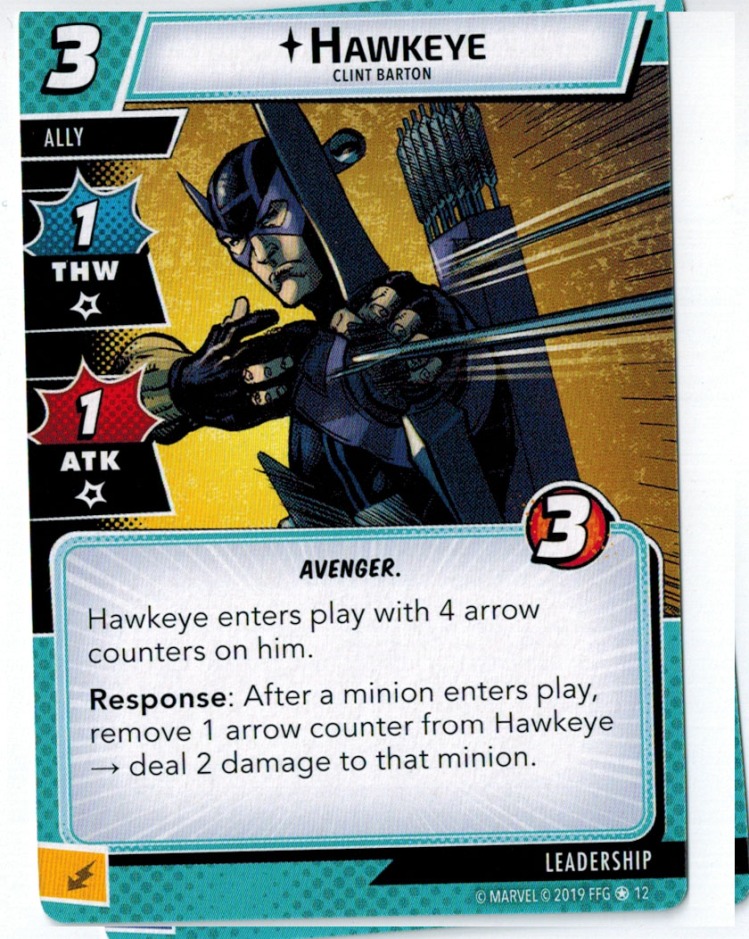 3
HAWKEYE
CLINT BARTON
ALLY
1
THW
1
ATK
3
AVENGER.
Hawkeye enters play with 4 arrow
counters on him.
Response: After a minion enters play,
remove 1 arrow counter from Hawkeye
→ deal 2 damage to that minion.
LEADERSHIP
© MARVEL © 2019 FFG 12